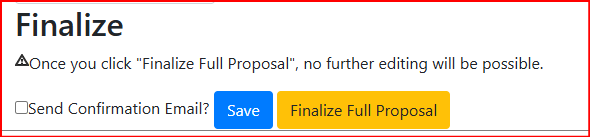 Finalize
⚠Once you click "Finalize Full Proposal", no further editing will be possible.
Send Confirmation Email? Save Finalize Full Proposal